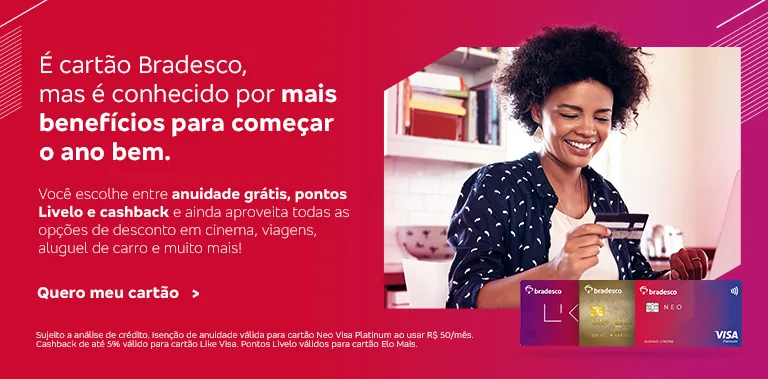 É cartão Bradesco,
mas é conhecido por mais
benefícios para começar
o ano bem.
Você escolhe entre anuidade grátis, pontos
Livelo e cashback e ainda aproveita todas as
opções de desconto em cinema, viagens,
aluguel de carro e muito mais!
Quero meu cartão >
Sujeito a análise de crédito. Isenção de anuidade válida para cartão Neo Visa Platinum ao usar R$ 50/mês.
Cashback de até 5% válido para cartão Like Visa. Pontos Livelo válidos para cartão Elo Mais.
bradesco
bradesco
bradesco
NEO
VISA
Platinum